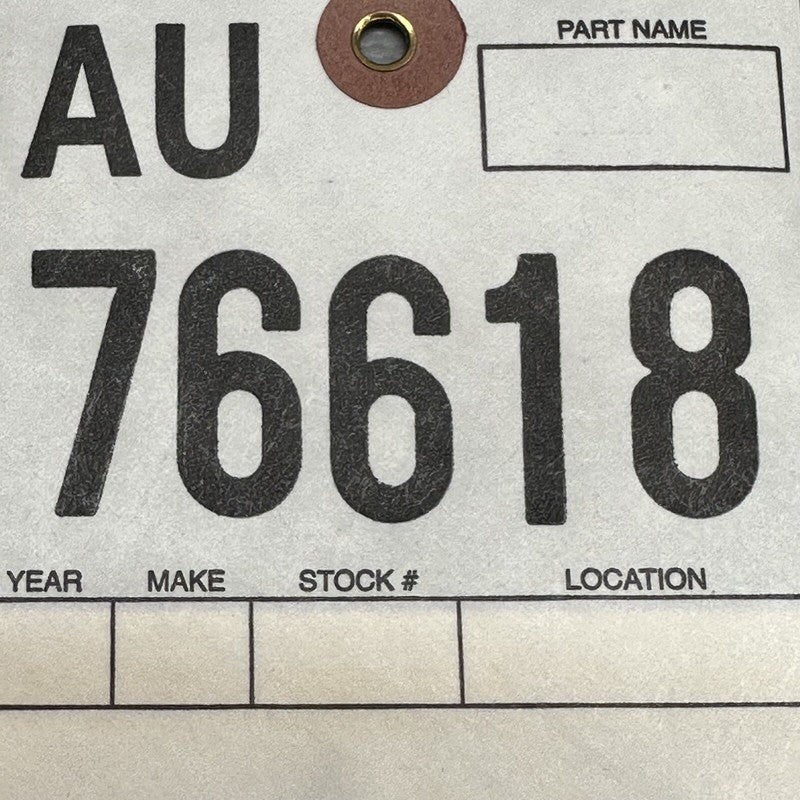 AU
PART NAME
76618
YEAR MAKE STOCK # LOCATION